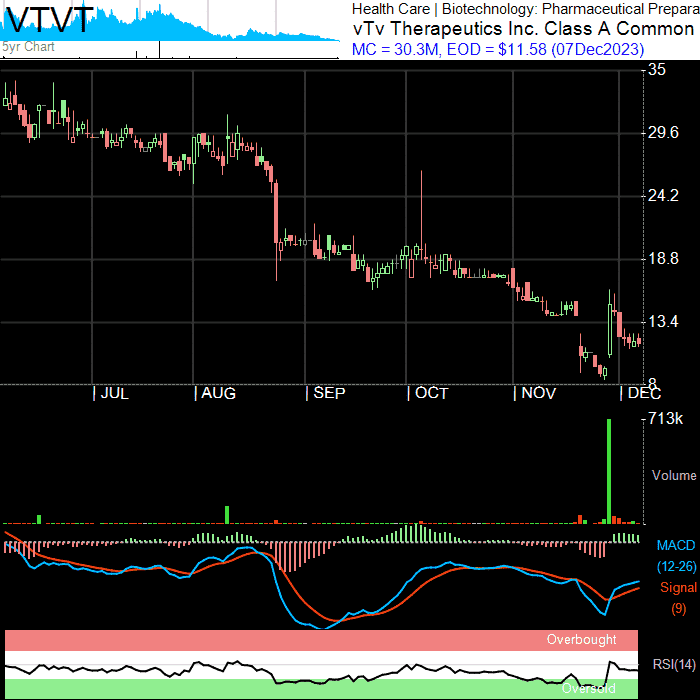 VTVT
5yr Chart
Health Care | Biotechnology: Pharmaceutical Prepara
vTv Therapeutics Inc. Class A Common
MC = 30.3M, EOD = $11.58 (07Dec2023)
35
29.6
24.2
18.8
13.4
8
JUL AUG SEP OCT NOV DEC
713k
Volume
MACD
(12-26)
Signal
(9)
Overbought
RSI(14)
Oversold